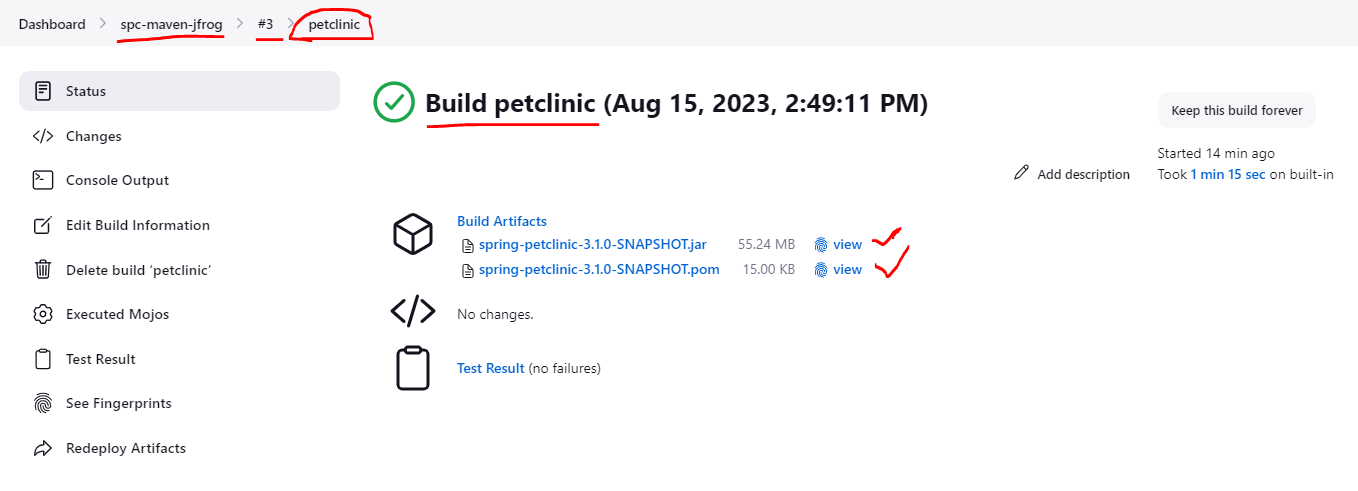 Dashboard > spc-maven-jfrog > #3 > petclinic
Status
Changes
Console Output
Edit Build Information
Delete build ‘petclinic’
Executed Mojos
Test Result
See Fingerprints
Redeploy Artifacts
Build petclinic (Aug 15, 2023, 2:49:11 PM)
Keep this build forever
Started 14 min ago
Add description
Took 1 min 15 sec on built-in
Build Artifacts
spring-petclinic-3.1.0-SNAPSHOT.jar 55.24 MB view
spring-petclinic-3.1.0-SNAPSHOT.pom 15.00 KB view
No changes.
Test Result (no failures)